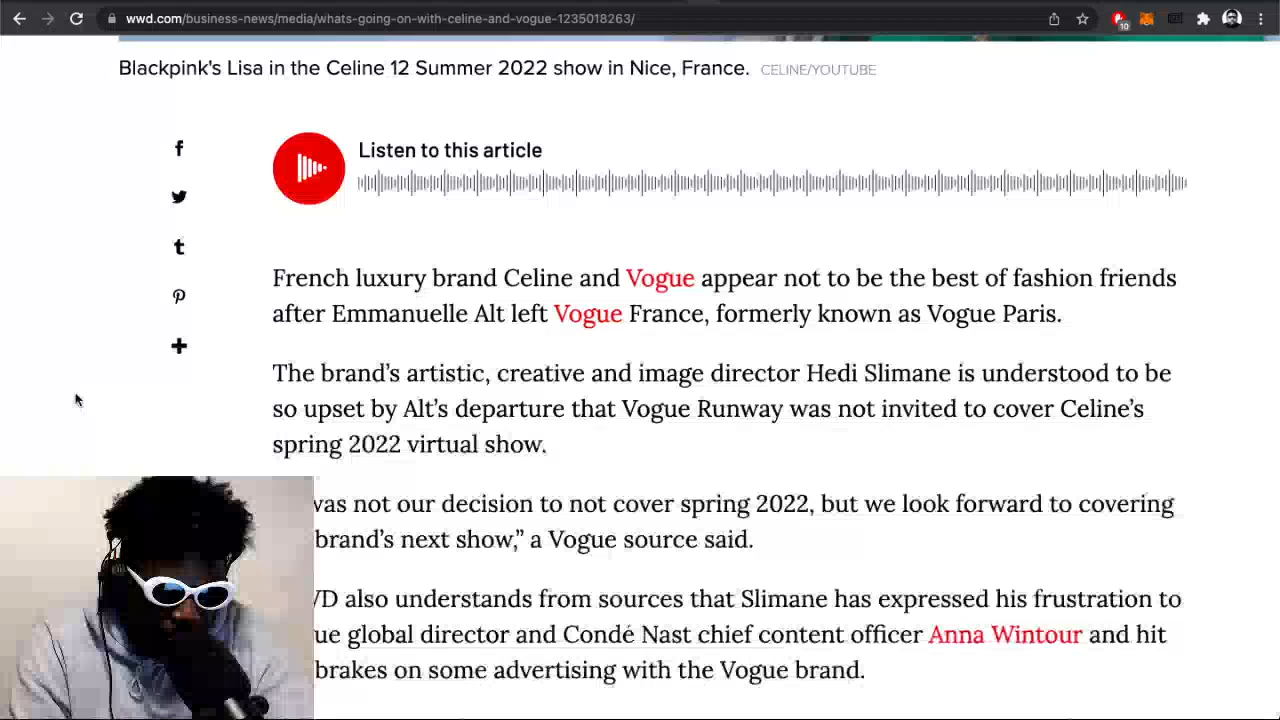 wwd.com/business-news/media/whats-going-on-with-celine-and-vogue-1235018263/
10
Blackpink's Lisa in the Celine 12 Summer 2022 show in Nice, France. CELINE/YOUTUBE
Listen to this article
French luxury brand Celine and Vogue appear not to be the best of fashion friends
after Emmanuelle Alt left Vogue France, formerly known as Vogue Paris.
The brand’s artistic, creative and image director Hedi Slimane is understood to be
so upset by Alt’s departure that Vogue Runway was not invited to cover Celine’s
spring 2022 virtual show.
was not our decision to not cover spring 2022, but we look forward to covering
brand’s next show,” a Vogue source said.
D also understands from sources that Slimane has expressed his frustration to
ue global director and Condé Nast chief content officer Anna Wintour and hit
brakes on some advertising with the Vogue brand.